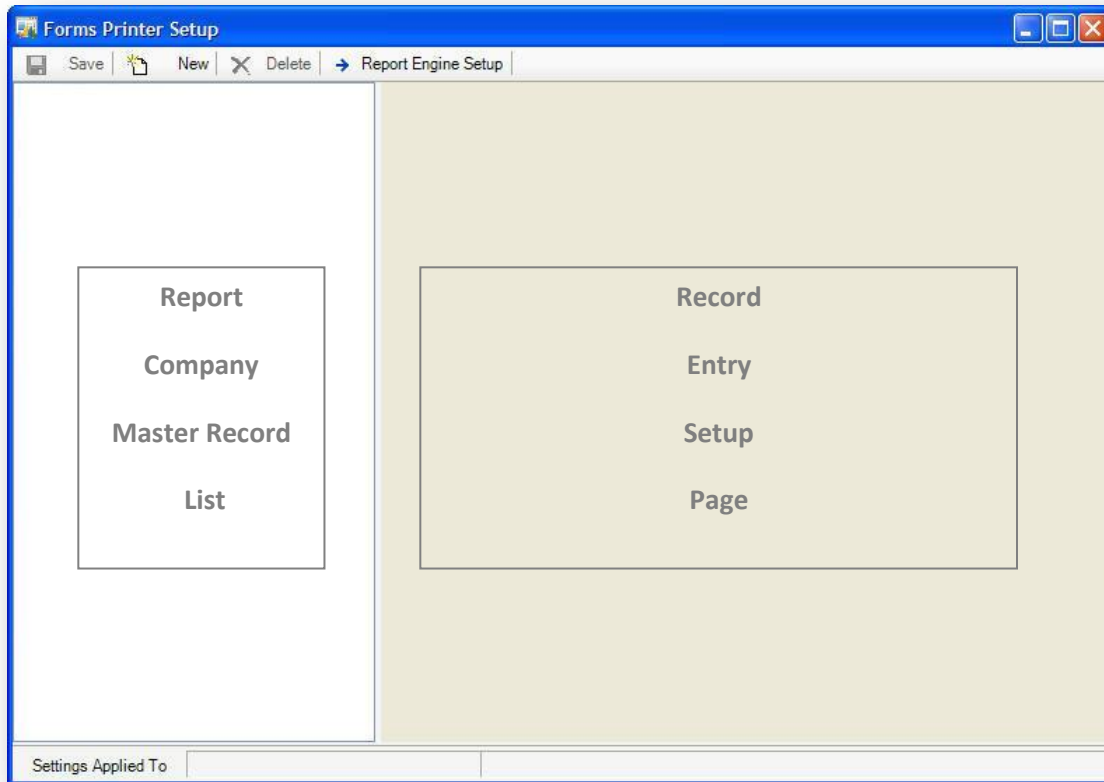 Forms Printer Setup
Save New Delete Report Engine Setup
Report
Company
Master Record
List
Record
Entry
Setup
Page
Settings Applied To